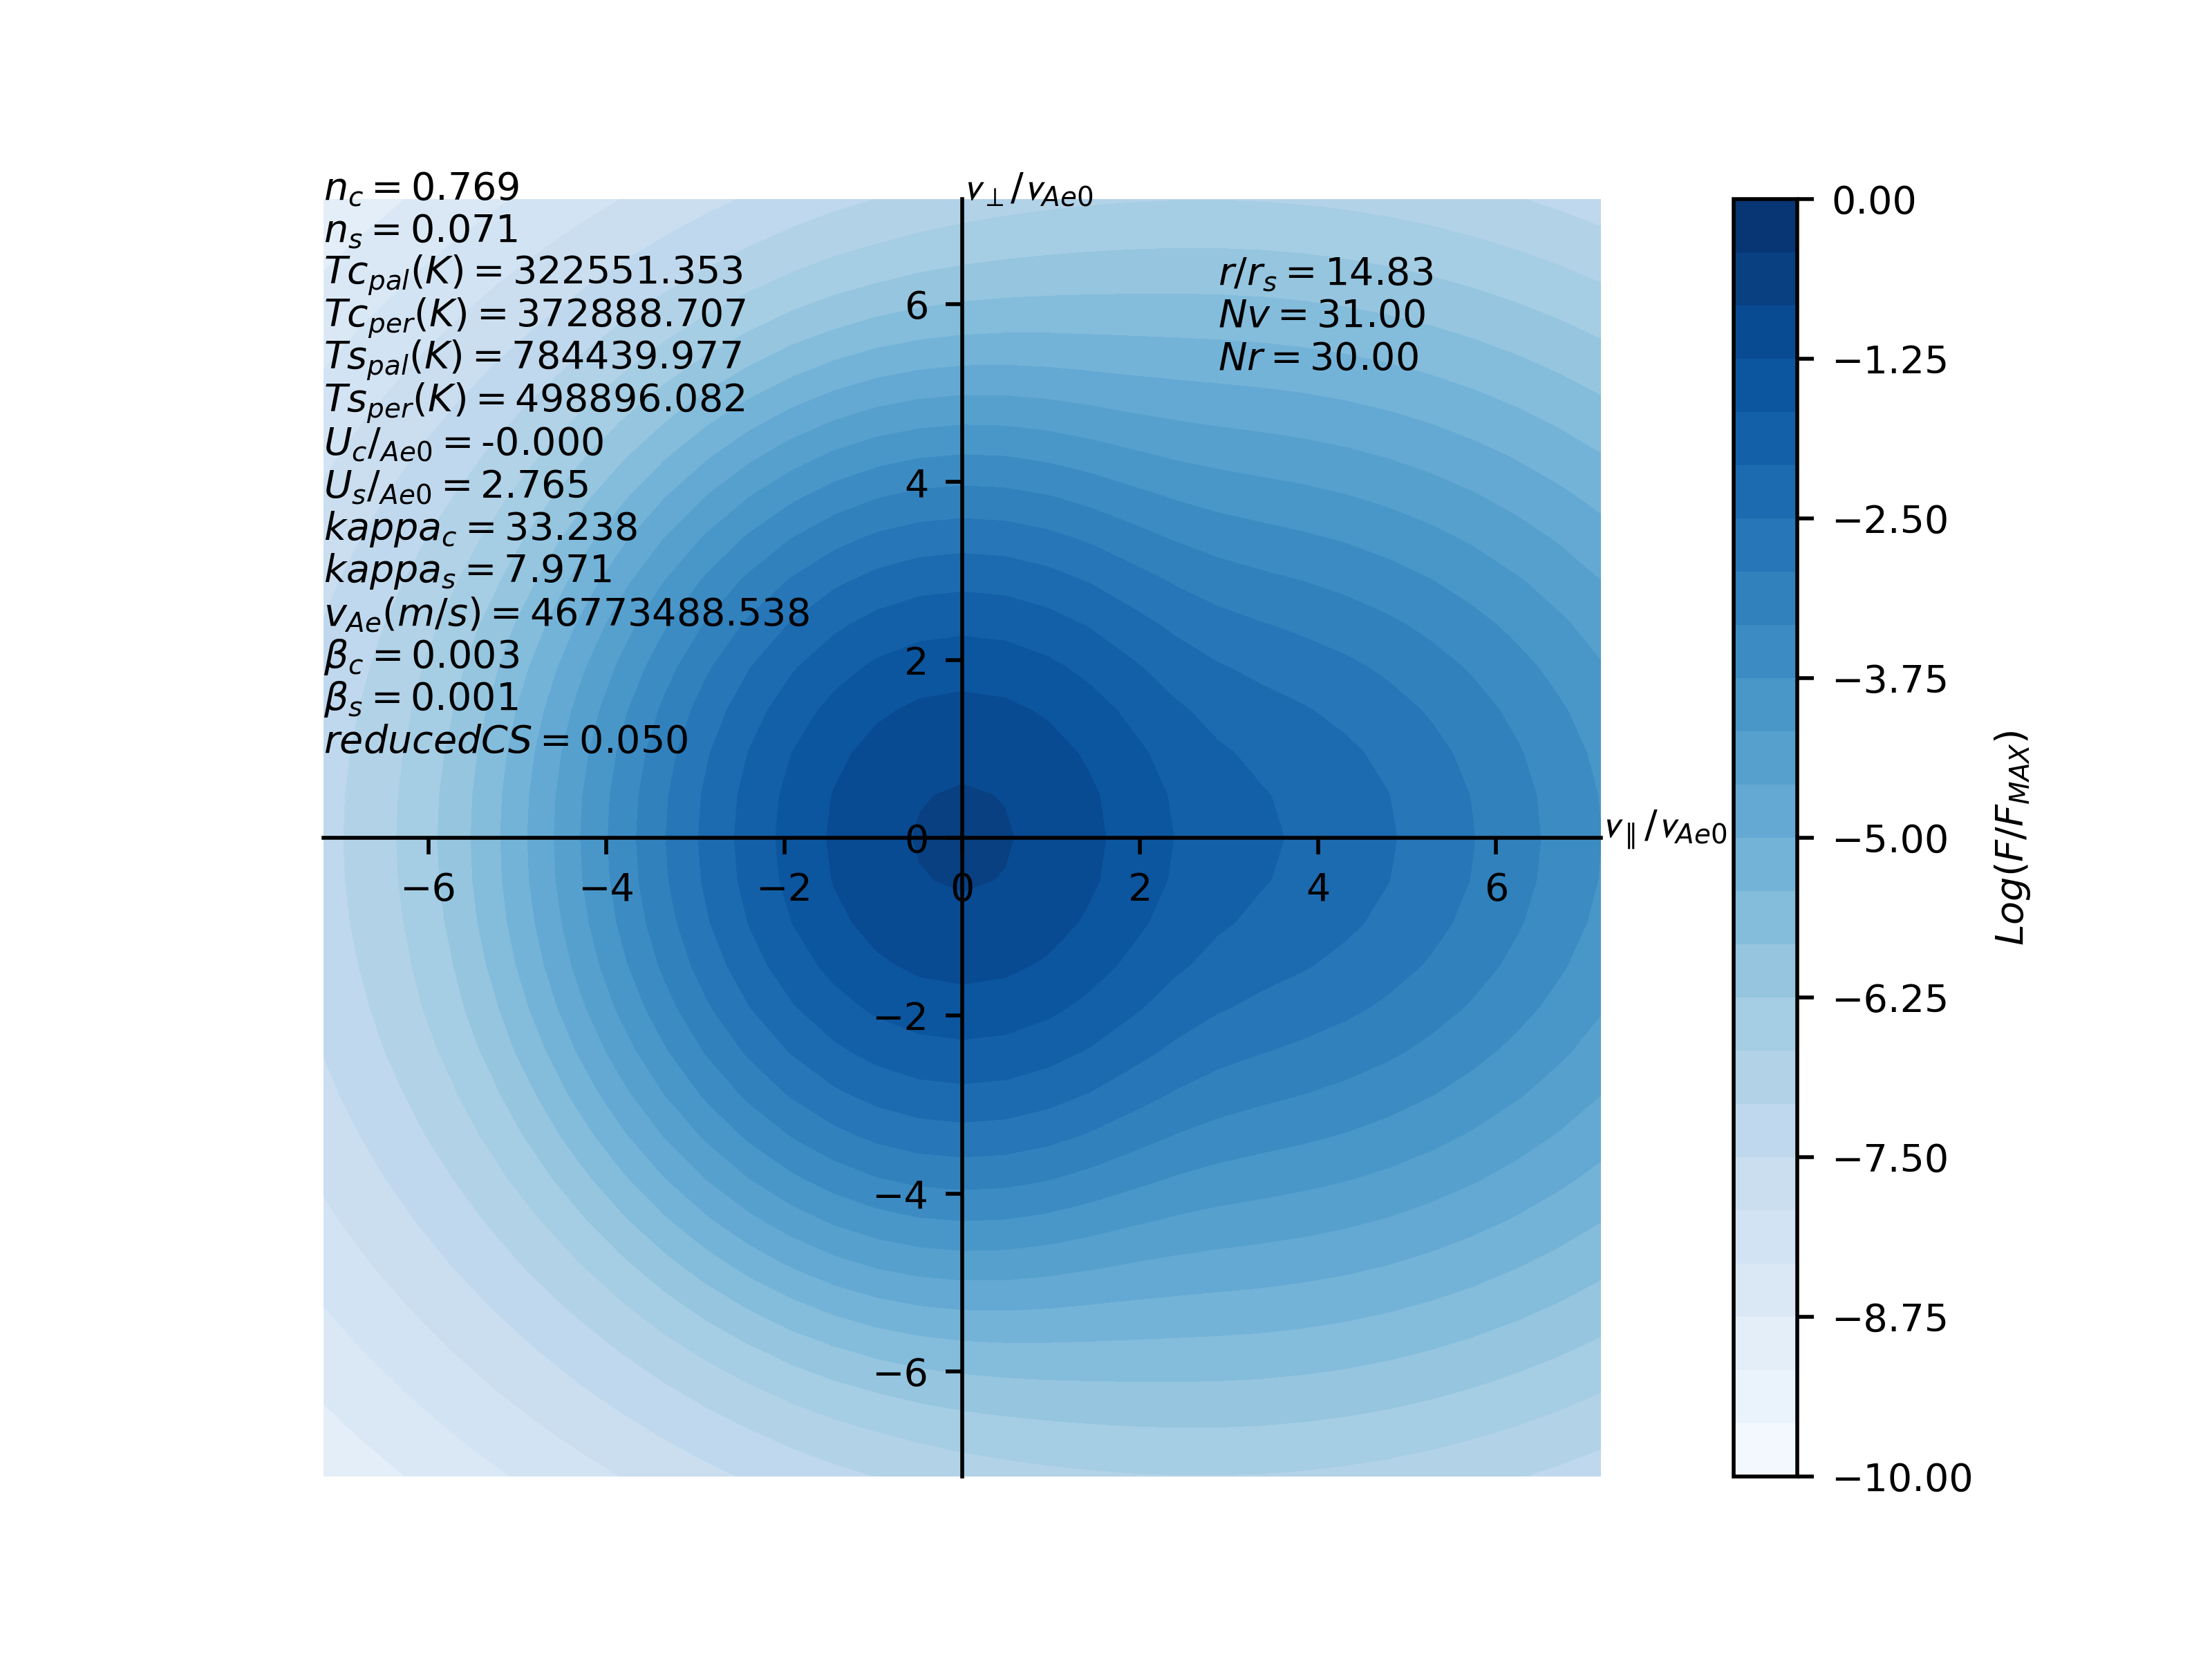 n_c = 0.769
n_s = 0.071
Tc_pal(K) = 322551.353
Tc_per(K) = 372888.707
Ts_pal(K) = 784439.977
Ts_per(K) = 498896.082
U_c/_Ae0 = -0.000
U_s/_Ae0 = 2.765
kappa_c = 33.238
kappa_s = 7.971
v_Ae(m/s) = 46773488.538
β_c = 0.003
β_s = 0.001
reducedCS = 0.050
v_⊥/v_Ae0
r/r_s = 14.83
Nv = 31.00
Nr = 30.00
6
4
2
0
−2
−4
−6
−6
−4
−2
0
2
4
6
v_∥/v_Ae0
0.00
−1.25
−2.50
−3.75
−5.00
−6.25
−7.50
−8.75
−10.00
Log(F/F_MAX)